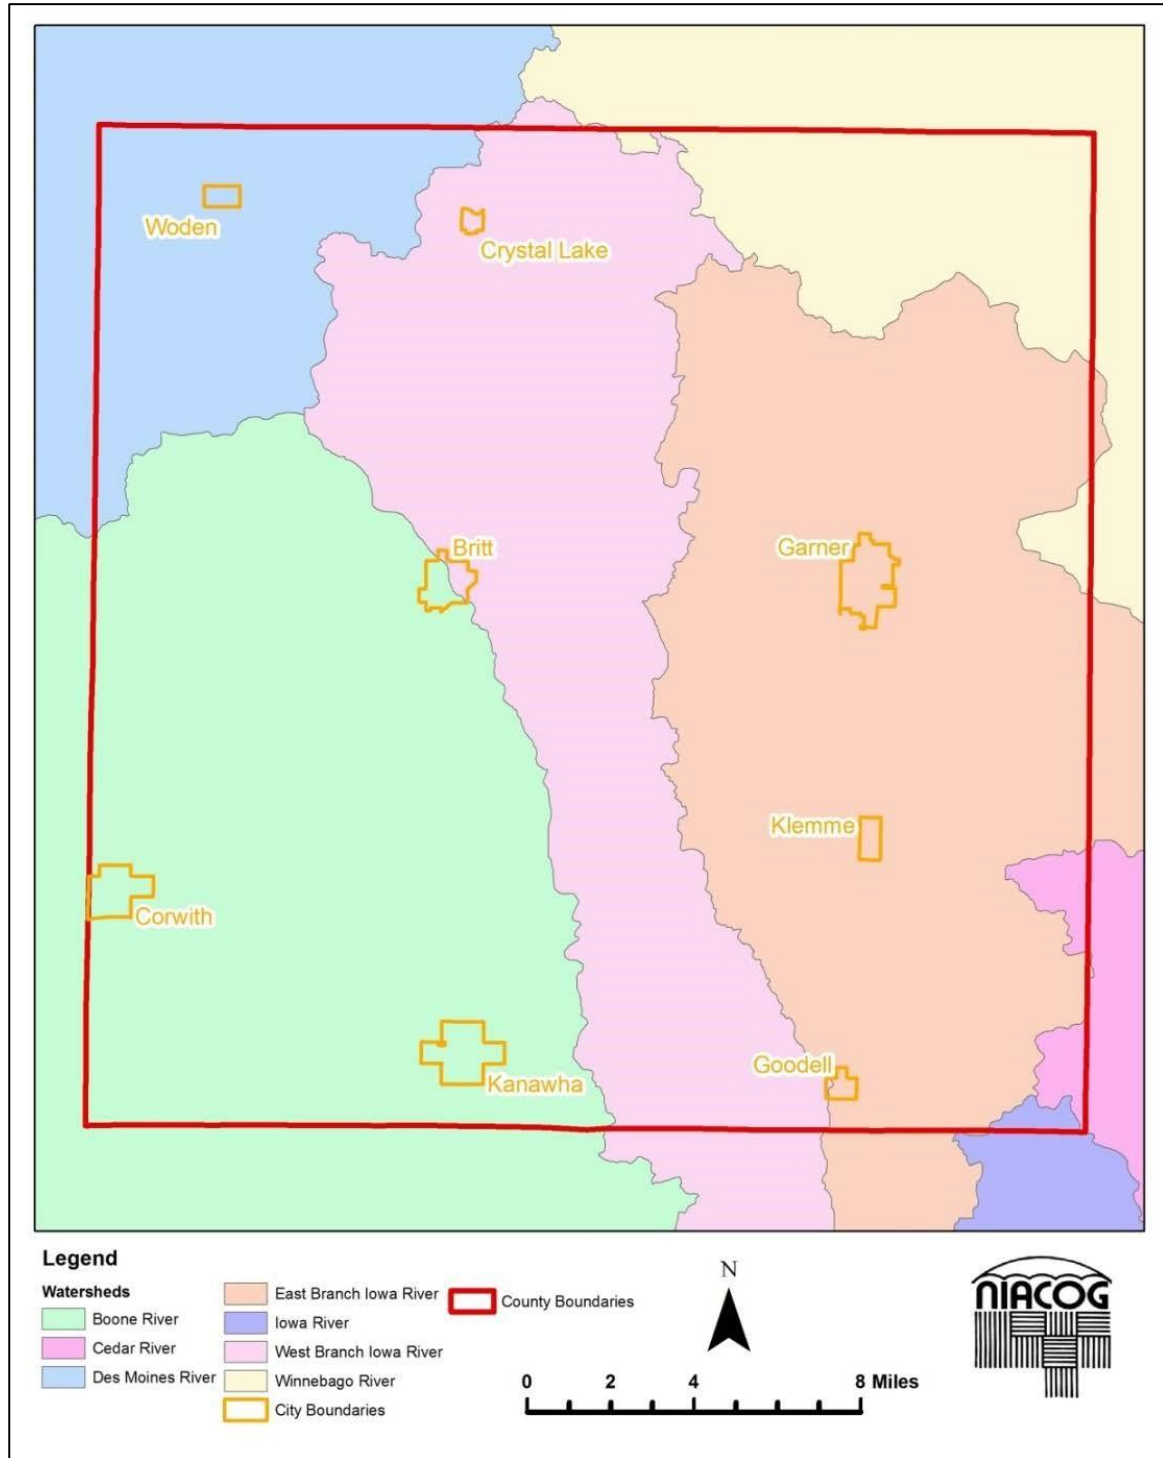 Woden
Crystal Lake
Britt
Garner
Klemme
Corwith
Goodell
Kanawha
Legend
Watersheds
Boone River
Cedar River
Des Moines River
East Branch Iowa River
Iowa River
West Branch Iowa River
Winnebago River
City Boundaries
County Boundaries
N
0 2 4 8 Miles
NIACOG